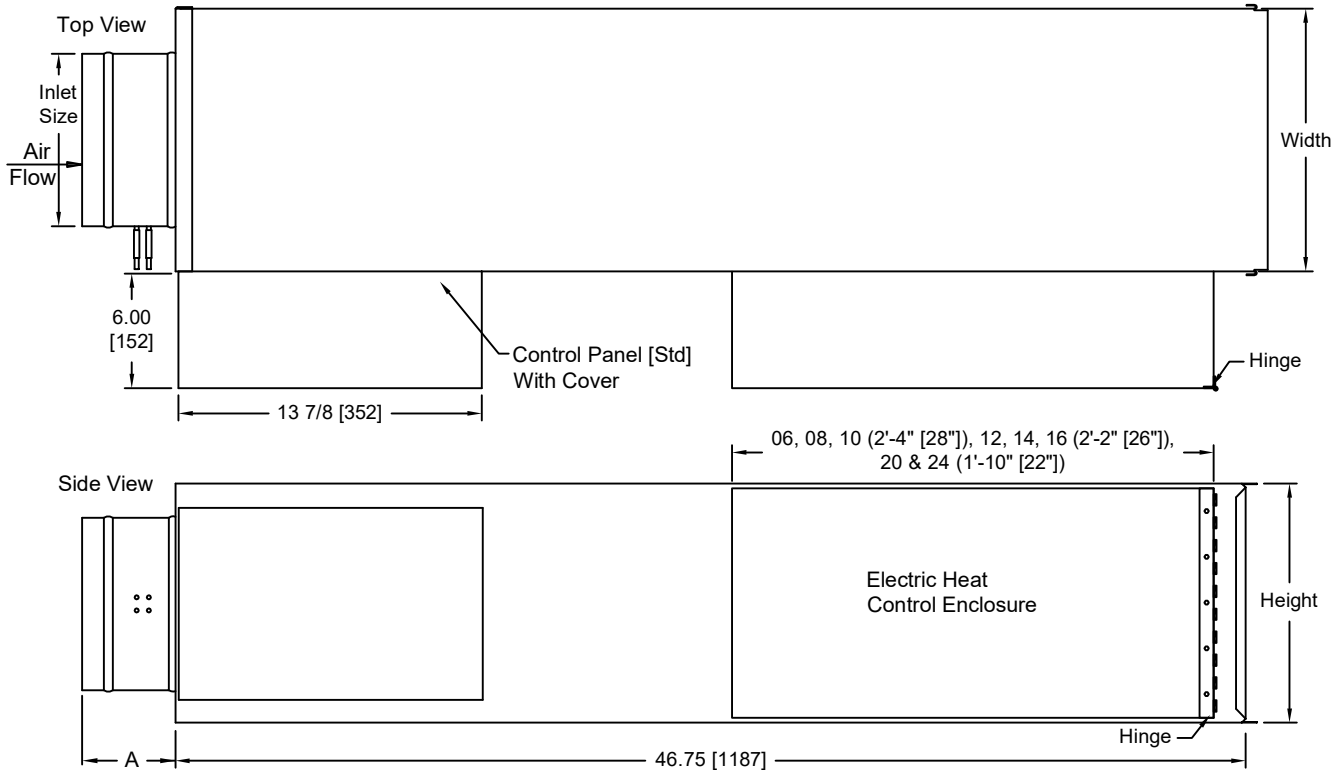 Top View
Inlet
Size
Air
Flow
Width
6.00
[152]
Control Panel [Std]
With Cover
Hinge
13 7/8 [352]
06, 08, 10 (2'-4" [28"]), 12, 14, 16 (2'-2" [26"]),
20 & 24 (1'-10" [22"])
Side View
Electric Heat
Control Enclosure
Height
Hinge
A
46.75 [1187]